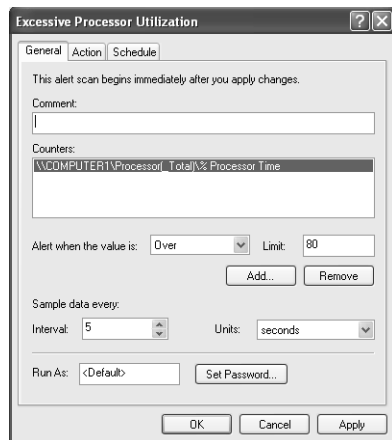 Excessive Processor Utilization
General Action Schedule
This alert scan begins immediately after you apply changes.
Comment:
Counters:
\\COMPUTER1\Processor(_Total)\% Processor Time
Alert when the value is: Over Limit: 80
Add... Remove
Sample data every:
Interval: 5 Units: seconds
Run As: <Default> Set Password...
OK Cancel Apply